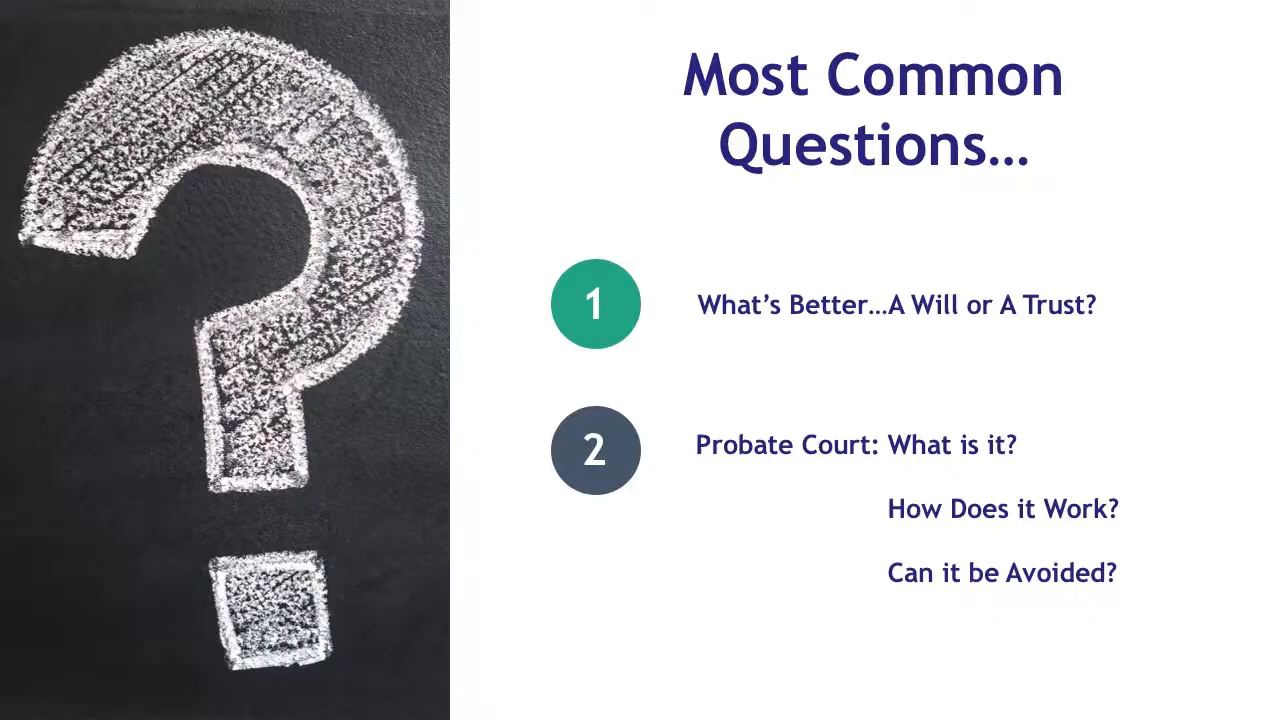 Most Common
Questions…
1
What’s Better…A Will or A Trust?
2
Probate Court: What is it?
How Does it Work?
Can it be Avoided?